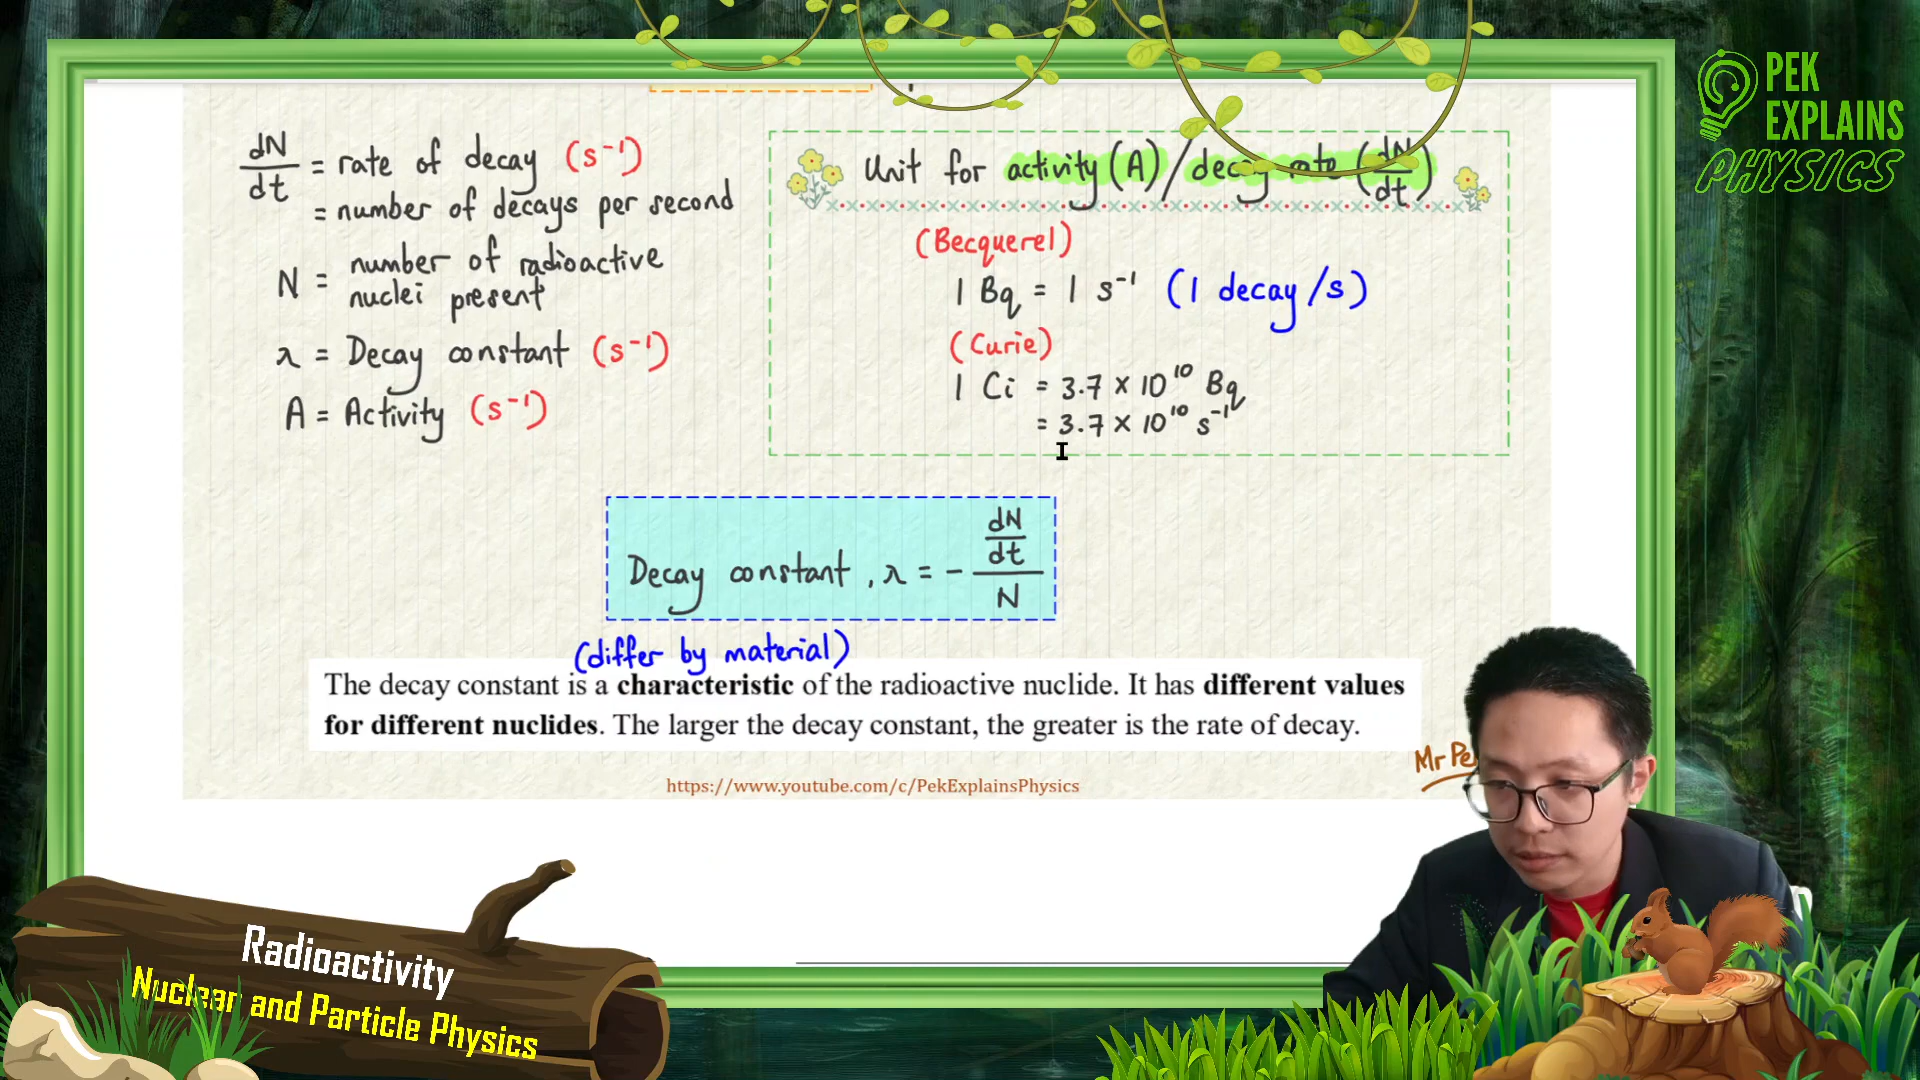 PEK
EXPLAINS
PHYSICS
dN/dt = rate of decay (s⁻¹)
= number of decays per second
N = number of radioactive
nuclei present
λ = Decay constant (s⁻¹)
A = Activity (s⁻¹)
Unit for activity (A) / decay rate (dN/dt)
(Becquerel)
1 Bq = 1 s⁻¹ (1 decay/s)
(Curie)
1 Ci = 3.7 × 10¹⁰ Bq
= 3.7 × 10¹⁰ s⁻¹
Decay constant, λ = - (dN/dt)/N
(differ by material)
The decay constant is a characteristic of the radioactive nuclide. It has different values
for different nuclides. The larger the decay constant, the greater is the rate of decay.
Mr Pe
https://www.youtube.com/c/PekExplainsPhysics
Radioactivity
Nuclear and Particle Physics